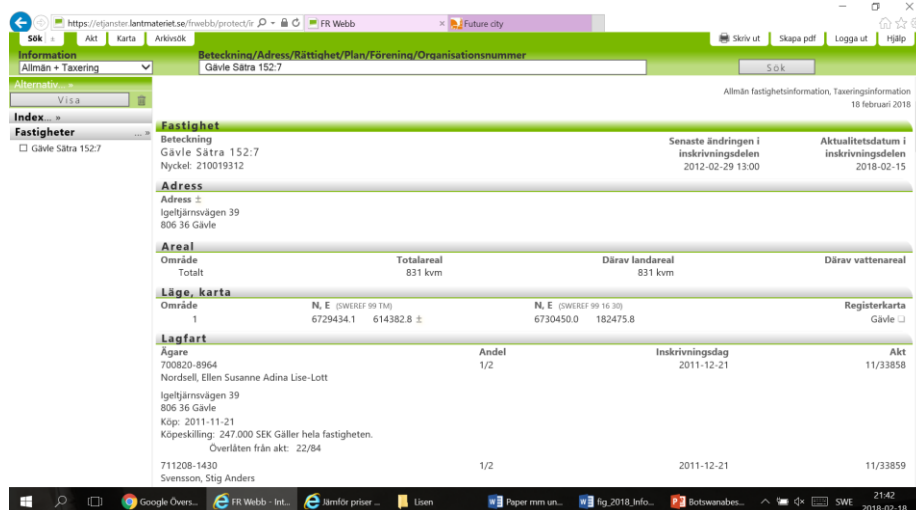 https://etjanster.lantmateriet.se/frwebb/protect/ir
FR Webb
Future city
Sök
Akt
Karta
Arkivsök
Skriv ut
Skapa pdf
Logga ut
Hjälp
Information
Beteckning/Adress/Rättighet/Plan/Förening/Organisationsnummer
Allmän + Taxering
Gävle Sätra 152:7
Sök
Alternativ... »
Visa
Index... »
Fastigheter ... »
Gävle Sätra 152:7
Allmän fastighetsinformation, Taxeringsinformation
18 februari 2018
Fastighet
Beteckning Senaste ändringen i Aktualitetsdatum i
Gävle Sätra 152:7 inskrivningsdelen inskrivningsdelen
Nyckel: 210019312 2012-02-29 13:00 2018-02-15
Adress
Adress ±
Igeltjärnsvägen 39
806 36 Gävle
Areal
Område Totalareal Därav landareal Därav vattenareal
Totalt 831 kvm 831 kvm
Läge, karta
Område N, E (SWEREF 99 TM) N, E (SWEREF 99 16 30) Registerkarta
1 6729434.1 614382.8 ± 6730450.0 182475.8 Gävle
Lagfart
Ägare Andel Inskrivningsdag Akt
700820-8964 1/2 2011-12-21 11/33858
Nordsell, Ellen Susanne Adina Lise-Lott
Igeltjärnsvägen 39
806 36 Gävle
Köp: 2011-11-21
Köpeskilling: 247.000 SEK Gäller hela fastigheten.
Överlåten från akt: 22/84
711208-1430 1/2 2011-12-21 11/33859
Svensson, Stig Anders
Google Övers...
FR Webb - Int...
Jämför priser ...
Lisen
Paper mm un...
fig_2018_Info...
Botswanabes...
SWE
21:42
2018-02-18